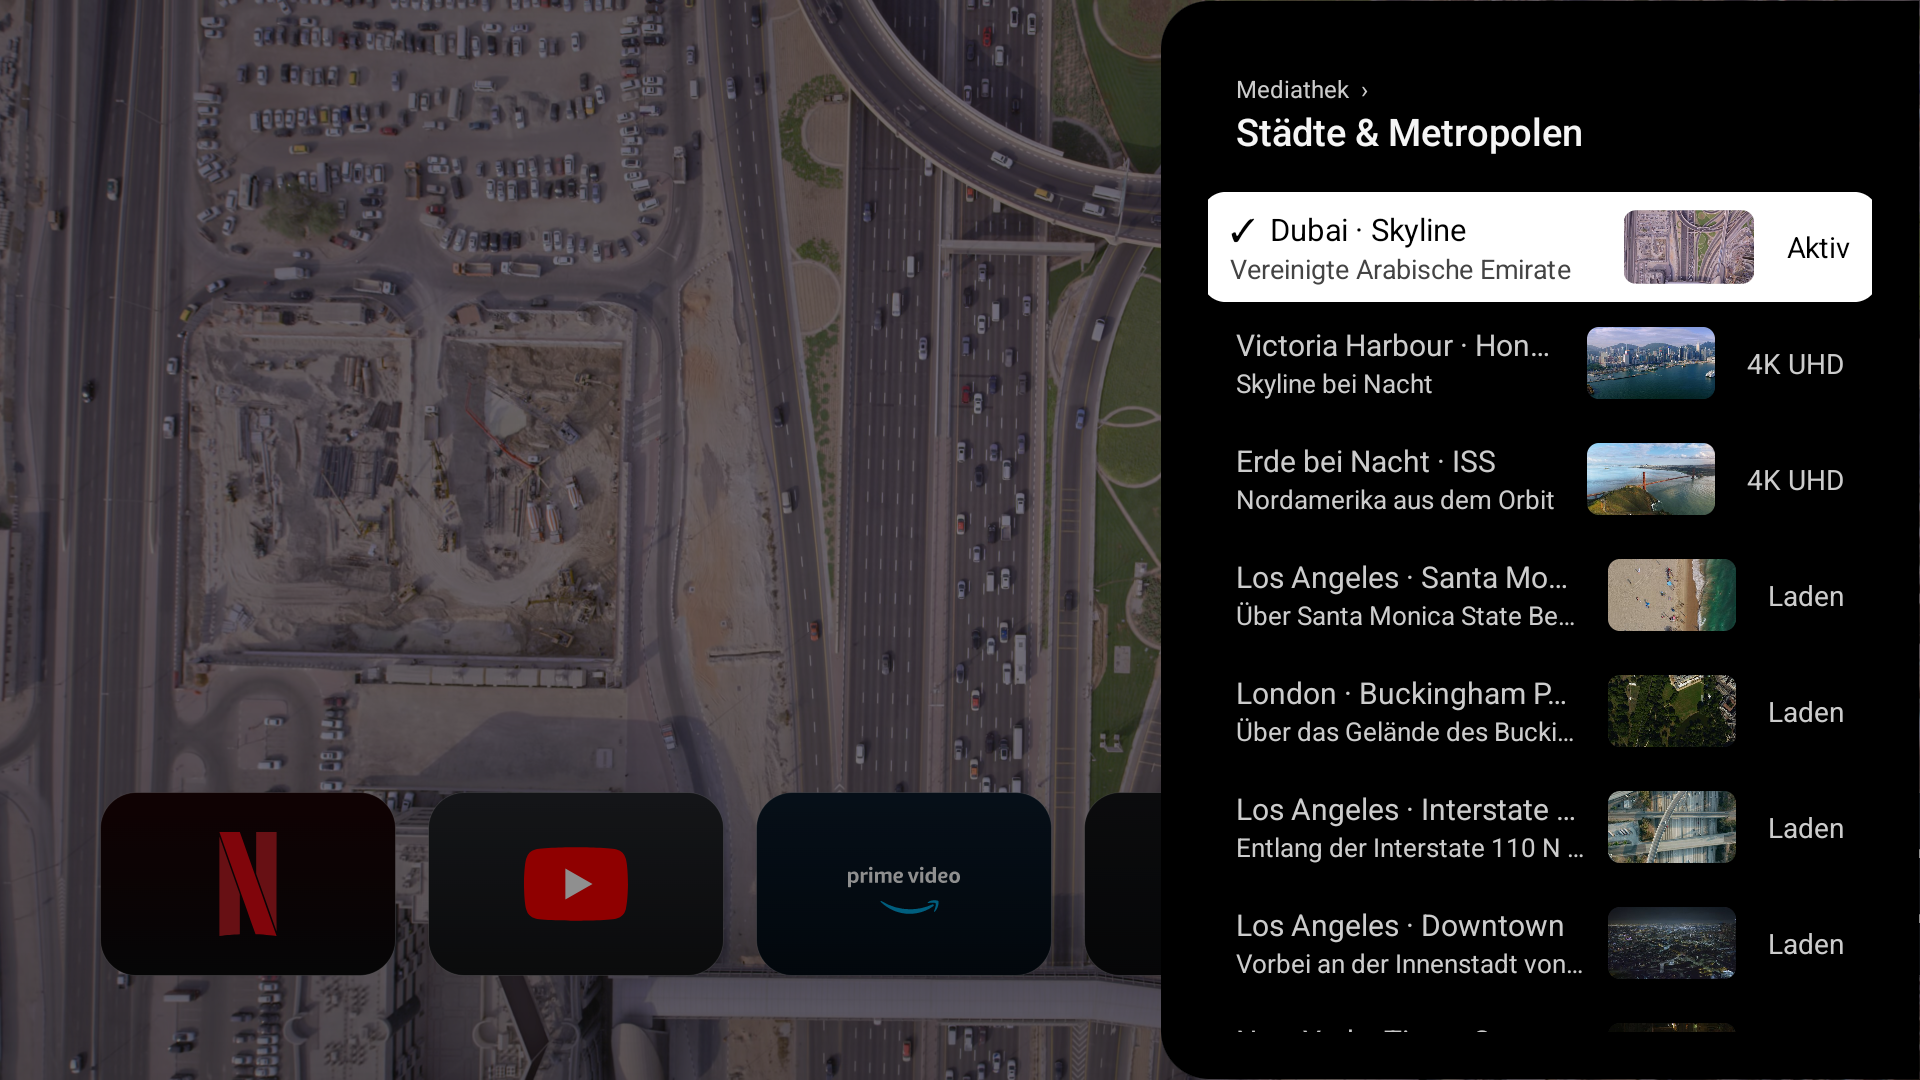 Mediathek ›
Städte & Metropolen
✓ Dubai · Skyline
Vereinigte Arabische Emirate
Aktiv
Victoria Harbour · Hon…
Skyline bei Nacht
4K UHD
Erde bei Nacht · ISS
Nordamerika aus dem Orbit
4K UHD
Los Angeles · Santa Mo…
Über Santa Monica State Be…
Laden
London · Buckingham P…
Über das Gelände des Bucki…
Laden
Los Angeles · Interstate …
Entlang der Interstate 110 N …
Laden
Los Angeles · Downtown
Vorbei an der Innenstadt von…
Laden
prime video